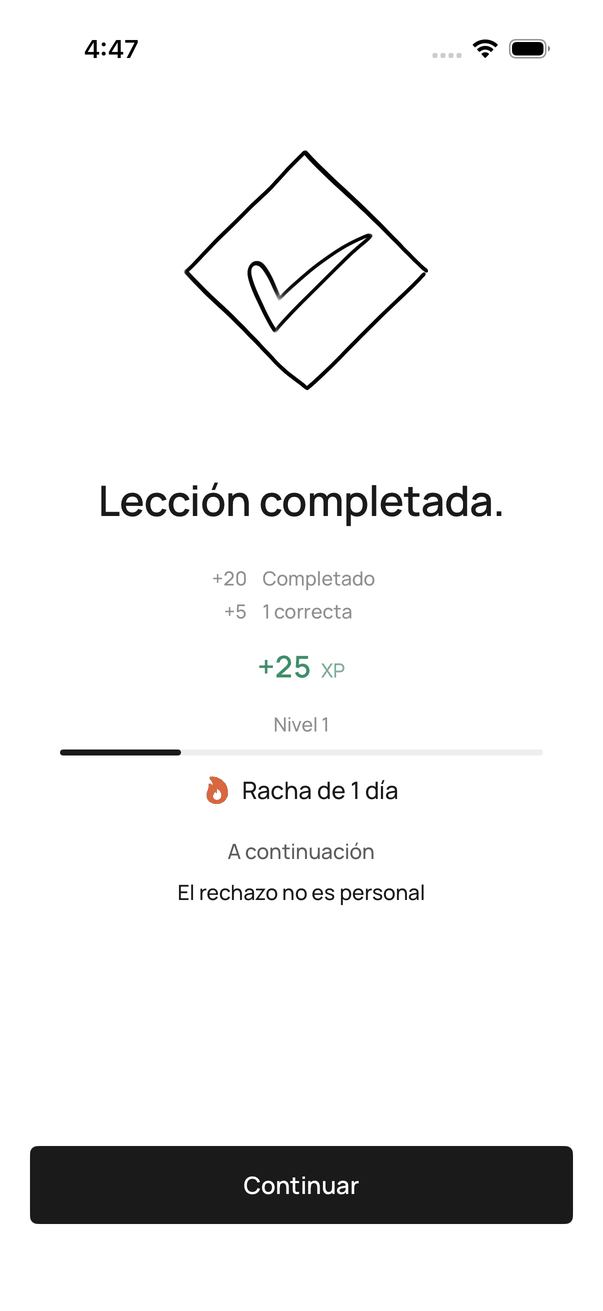 4:47
Lección completada.
+20 Completado
+5 1 correcta
+25 XP
Nivel 1
Racha de 1 día
A continuación
El rechazo no es personal
Continuar